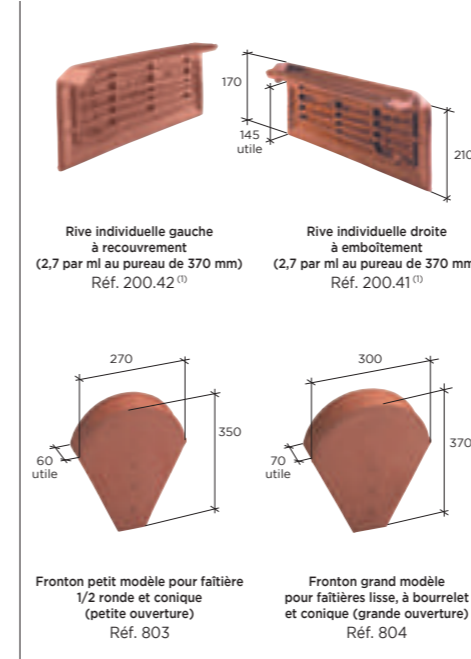 170
145
utile
210
Rive individuelle gauche
à recouvrement
(2,7 par ml au pureau de 370 mm)
Réf. 200.42 (1)
Rive individuelle droite
à emboîtement
(2,7 par ml au pureau de 370 mm
Réf. 200.41 (1)
270
350
60
utile
300
370
70
utile
Fronton petit modèle pour faîtière
1/2 ronde et conique
(petite ouverture)
Réf. 803
Fronton grand modèle
pour faîtières lisse, à bourrelet
et conique (grande ouverture)
Réf. 804